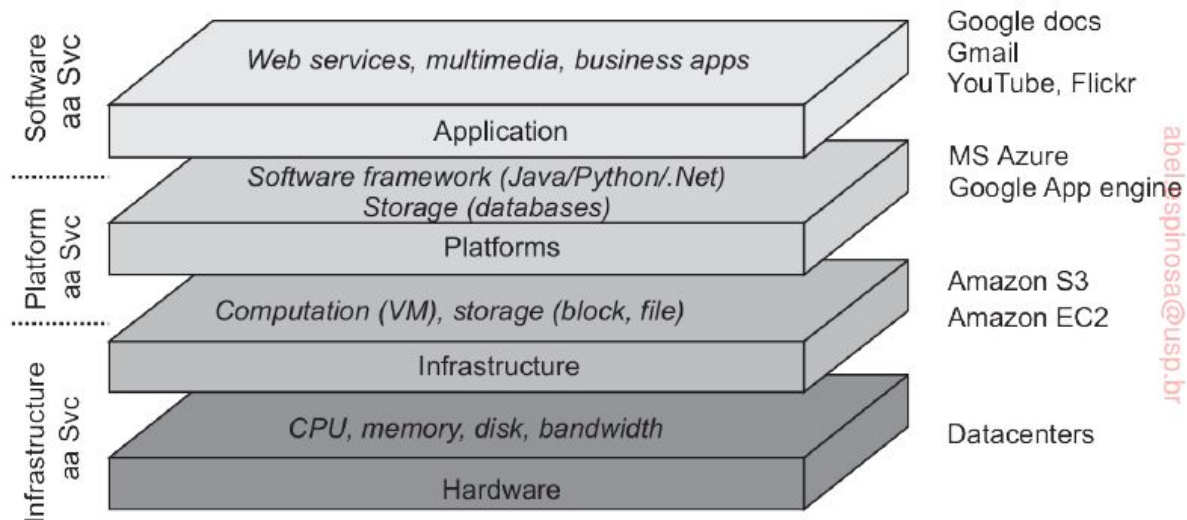 Software
aa Svc
Web services, multimedia, business apps
Application
Google docs
Gmail
YouTube, Flickr
Platform
aa Svc
Software framework (Java/Python/.Net)
Storage (databases)
Platforms
MS Azure
Google App engine
Infrastructure
aa Svc
Computation (VM), storage (block, file)
Infrastructure
Amazon S3
Amazon EC2
CPU, memory, disk, bandwidth
Hardware
Datacenters
abelespinosa@usp.br